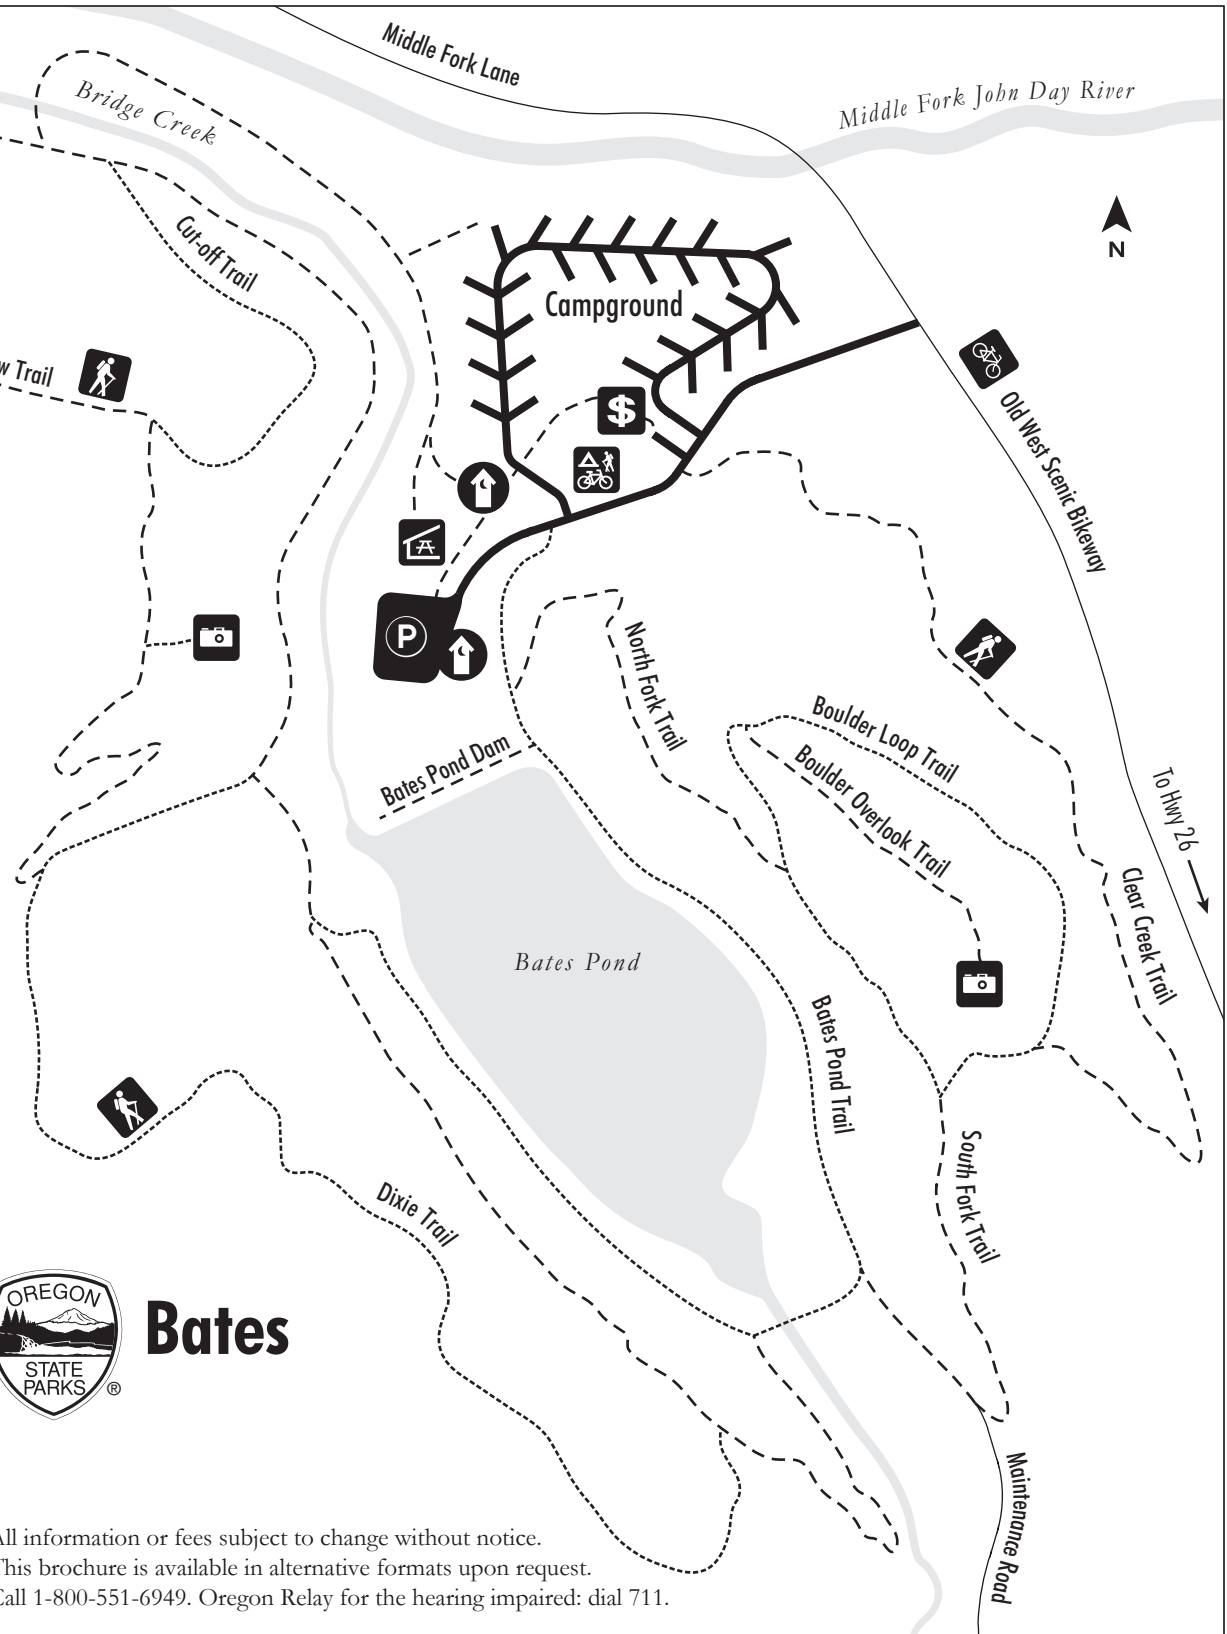 Middle Fork Lane
Bridge Creek
Middle Fork John Day River
N
Cut-off Trail
Campground
Trail
$
Old West Scenic Bikeway
P
North Fork Trail
Bates Pond Dam
Boulder Loop Trail
Boulder Overlook Trail
To Hwy 26
Clear Creek Trail
Bates Pond
Bates Pond Trail
South Fork Trail
Dixie Trail
OREGON
STATE
PARKS ®
Bates
Maintenance Road
All information or fees subject to change without notice.
This brochure is available in alternative formats upon request.
Call 1-800-551-6949. Oregon Relay for the hearing impaired: dial 711.